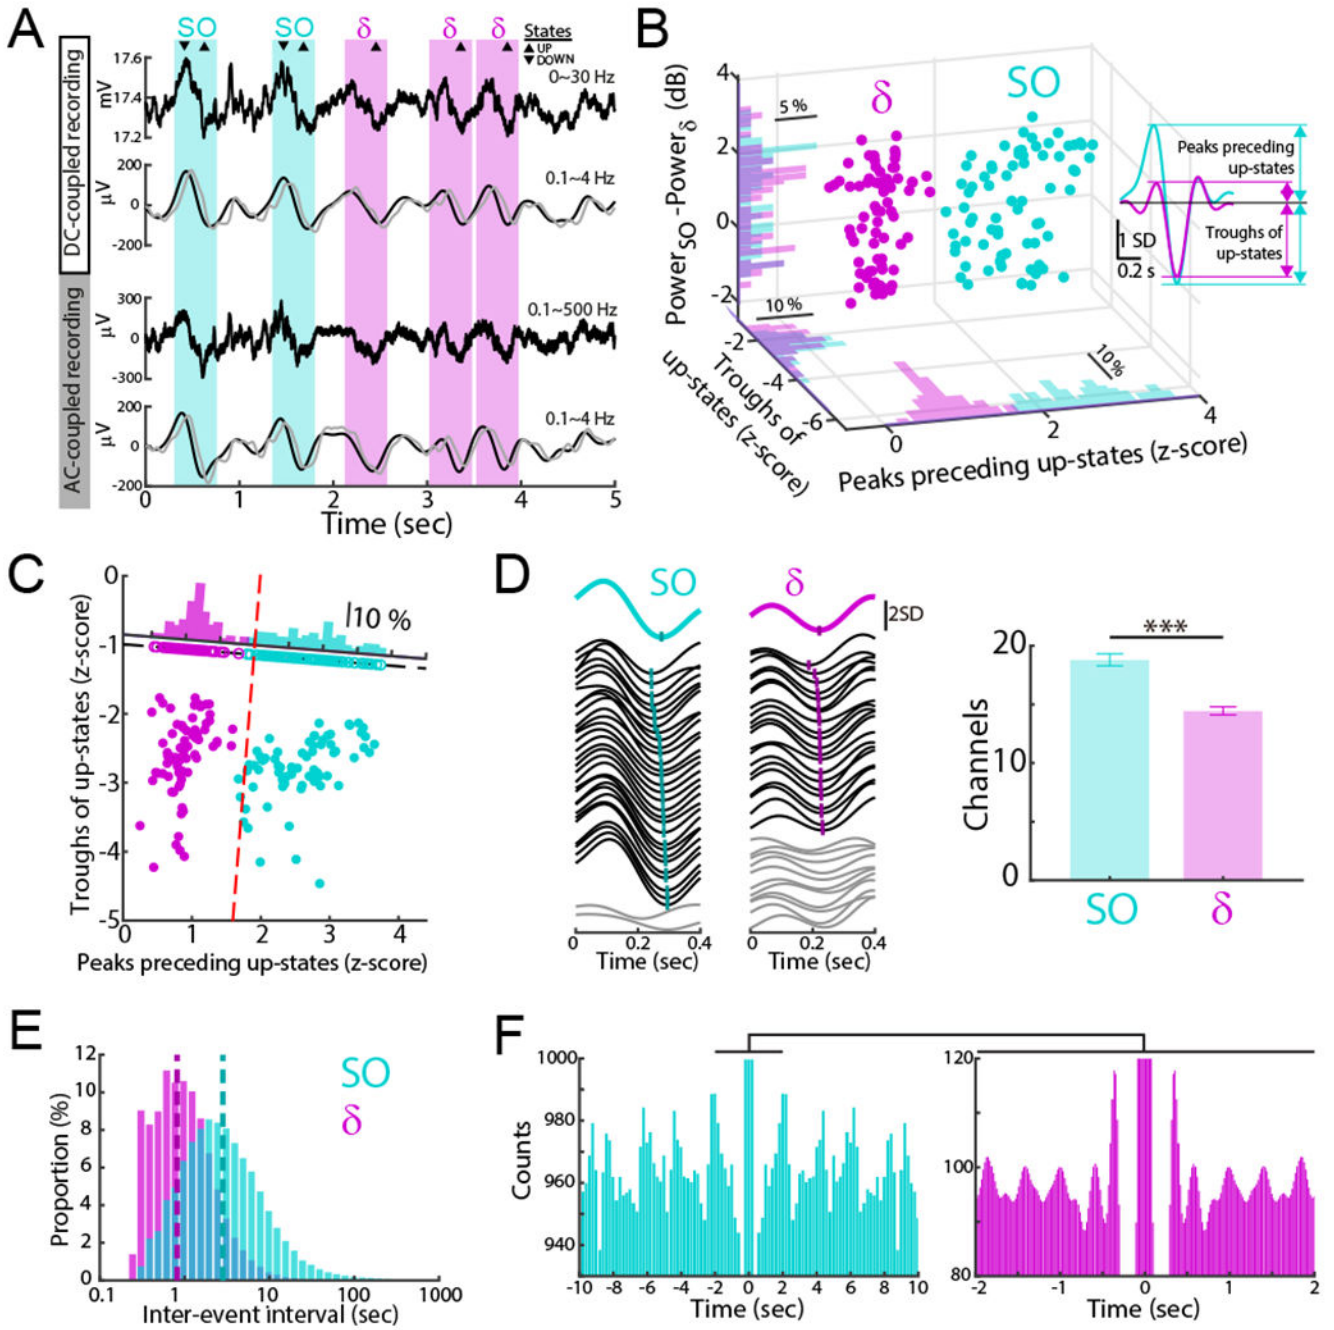 A
SO
SO
δ
δ
δ
States
▲ UP
▼ DOWN
DC-coupled recording
mV
17.6
17.4
17.2
0~30 Hz
µV
200
0
-200
0.1~4 Hz
AC-coupled recording
µV
300
0
-300
0.1~500 Hz
µV
200
0
-200
0.1~4 Hz
0 1 2 3 4 5
Time (sec)
B
Power SO -Power δ (dB)
4
2
0
-2
5 %
δ
SO
Peaks preceding
up-states
Troughs of
up-states
1 SD
0.2 s
10 %
10 %
-2
-4
-6
Troughs of
up-states (z-score)
0 2 4
Peaks preceding up-states (z-score)
C
Troughs of up-states (z-score)
0
-1
-2
-3
-4
-5
10 %
0 1 2 3 4
Peaks preceding up-states (z-score)
D
SO
δ
2SD
0 0.2 0.4
Time (sec)
0 0.2 0.4
Time (sec)
Channels
20
10
0
***
SO
δ
E
Proportion (%)
12
10
8
6
4
2
0
SO
δ
0.1 1 10 100 1000
Inter-event interval (sec)
F
Counts
1000
980
960
940
-10 -8 -6 -4 -2 0 2 4 6 8 10
Time (sec)
120
100
80
-2 -1 0 1 2
Time (sec)